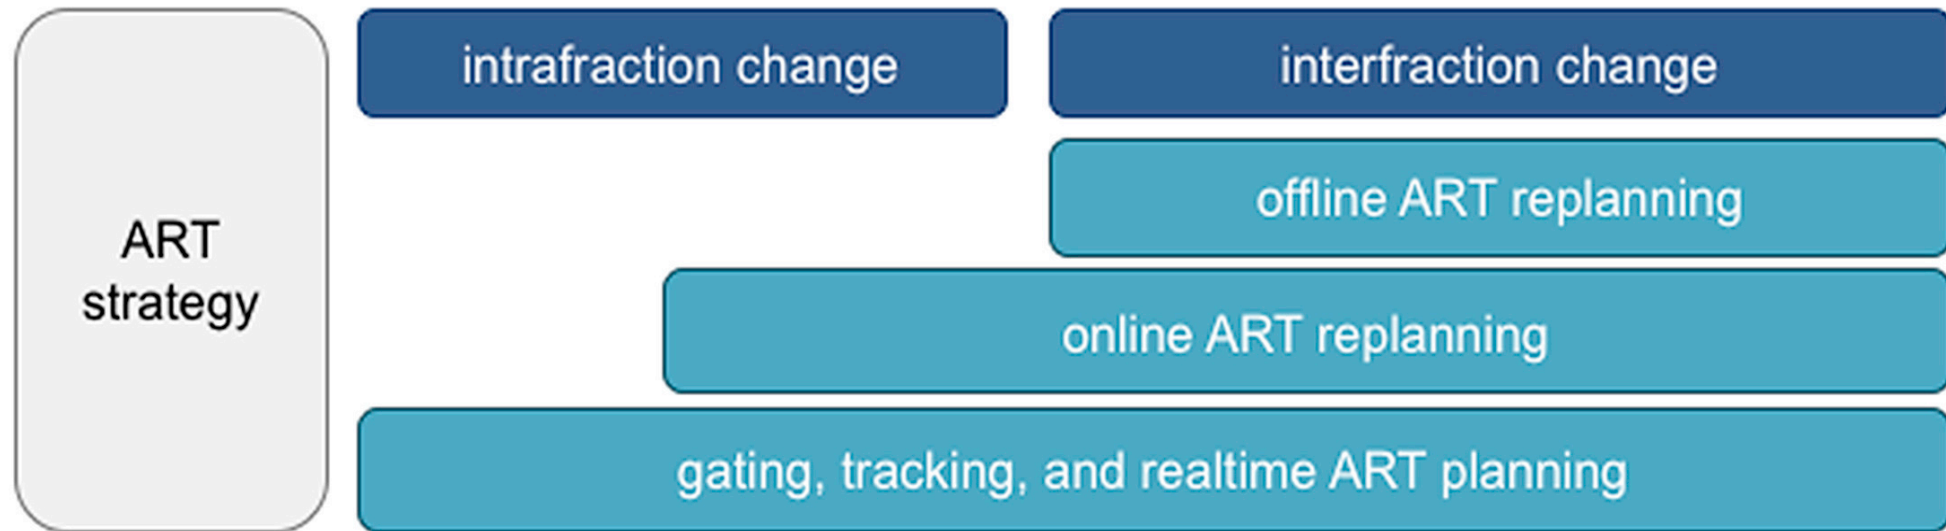 ART
strategy
intrafraction change
interfraction change
offline ART replanning
online ART replanning
gating, tracking, and realtime ART planning